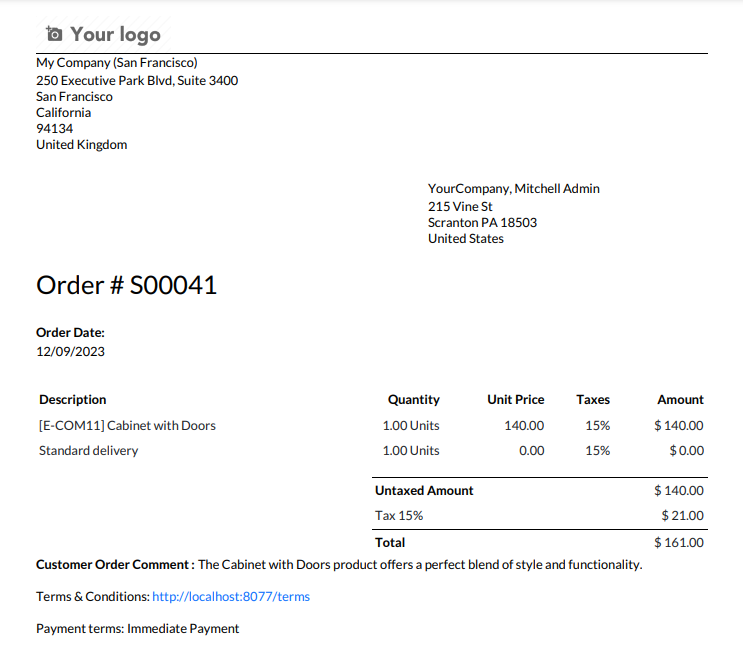 Your logo
My Company (San Francisco)
250 Executive Park Blvd, Suite 3400
San Francisco
California
94134
United Kingdom
YourCompany, Mitchell Admin
215 Vine St
Scranton PA 18503
United States
Order # S00041
Order Date:
12/09/2023
Description Quantity Unit Price Taxes Amount
[E-COM11] Cabinet with Doors 1.00 Units 140.00 15% $ 140.00
Standard delivery 1.00 Units 0.00 15% $ 0.00
Untaxed Amount $ 140.00
Tax 15% $ 21.00
Total $ 161.00
Customer Order Comment : The Cabinet with Doors product offers a perfect blend of style and functionality.
Terms & Conditions: http://localhost:8077/terms
Payment terms: Immediate Payment